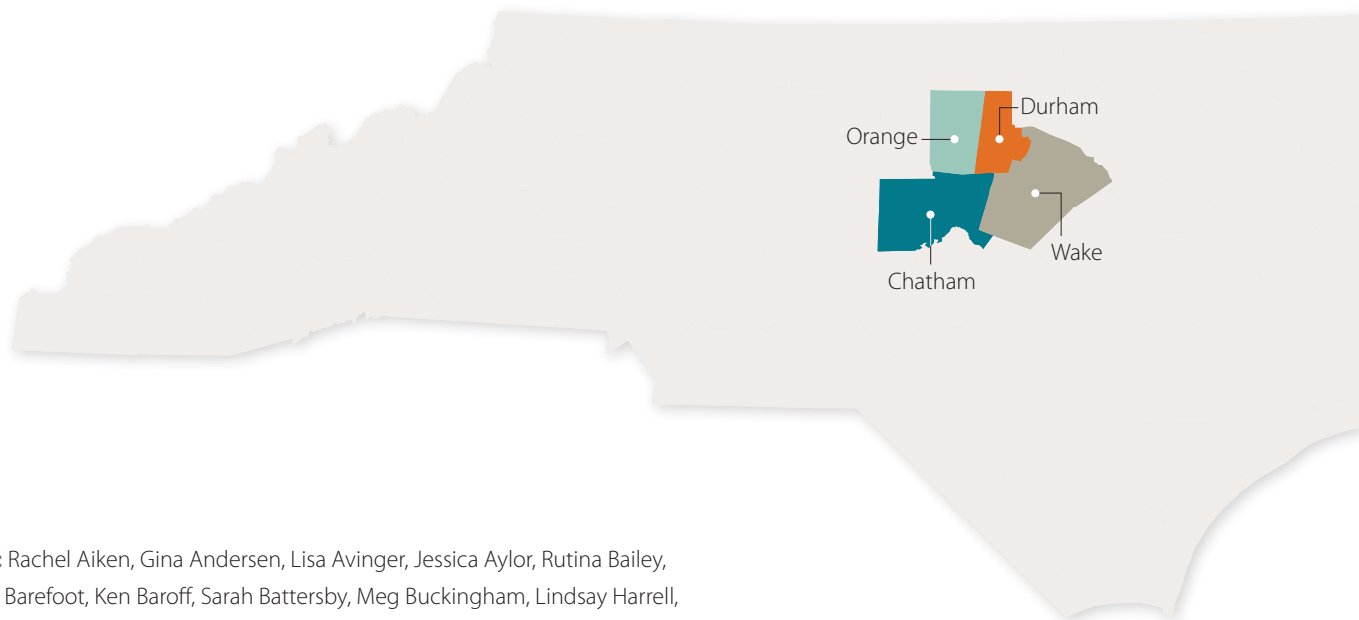 Durham
Orange
Wake
Chatham
: Rachel Aiken, Gina Andersen, Lisa Avinger, Jessica Aylor, Rutina Bailey,
Barefoot, Ken Baroff, Sarah Battersby, Meg Buckingham, Lindsay Harrell,